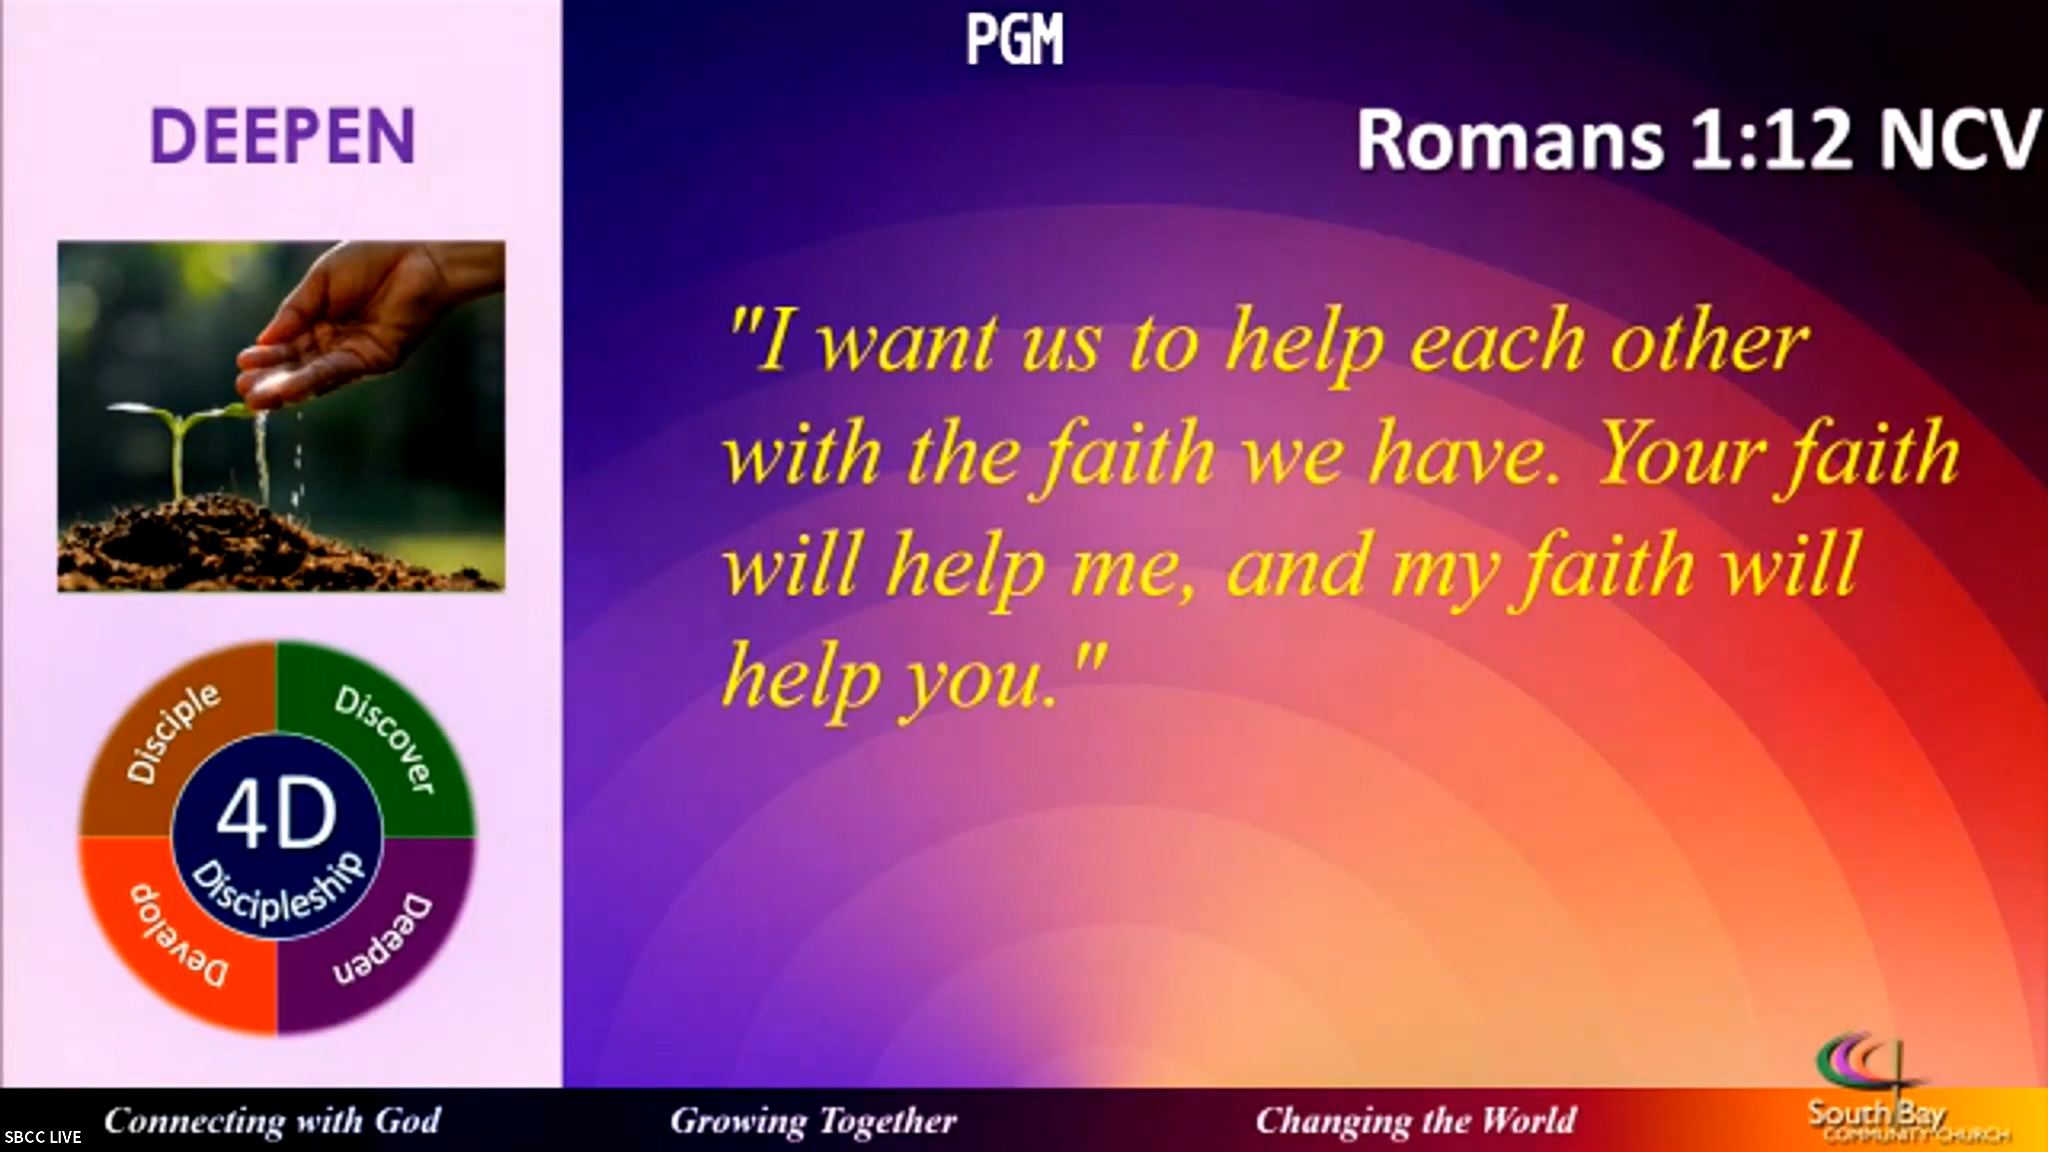 PGM
DEEPEN
Romans 1:12 NCV
"I want us to help each other
with the faith we have. Your faith
will help me, and my faith will
help you."
Disciple
Discover
4D
Discipleship
Develop
Deepen
Connecting with God
Growing Together
Changing the World
South Bay
COMMUNITY CHURCH
SBCC LIVE